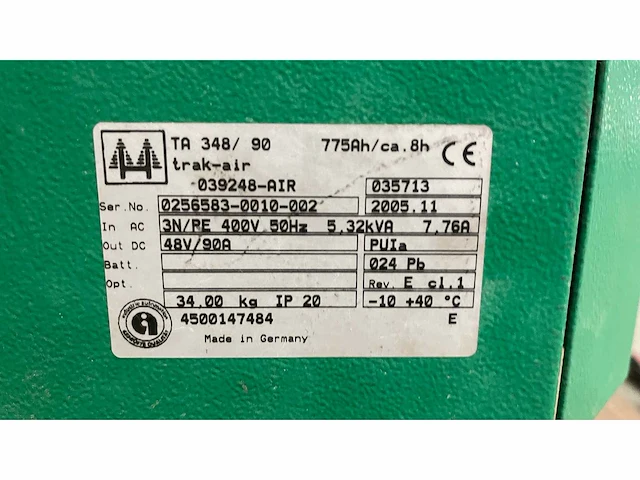 TA 348/ 90 775Ah/ca.8h CE
trak-air
039248-AIR 035713
Ser.No. 0256583-0010-002 2005.11
In AC 3N/PE 400V 50Hz 5,32kVA 7,76A
Out DC 48V/90A PUIa
Batt. 024 Pb
Opt. Rev. E cl.1
34.00 kg IP 20 -10 +40 °C
4500147484 E
Made in Germany